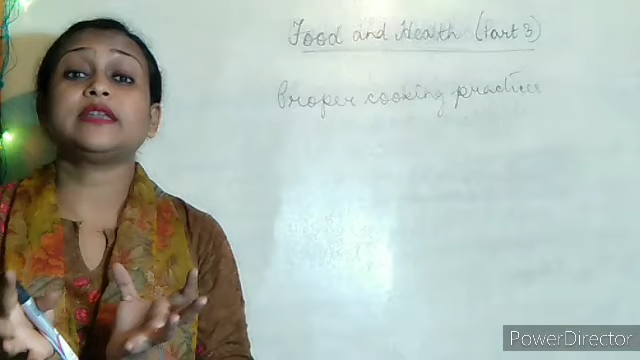 Food and Health (Part 3)
Proper cooking practices
PowerDirector